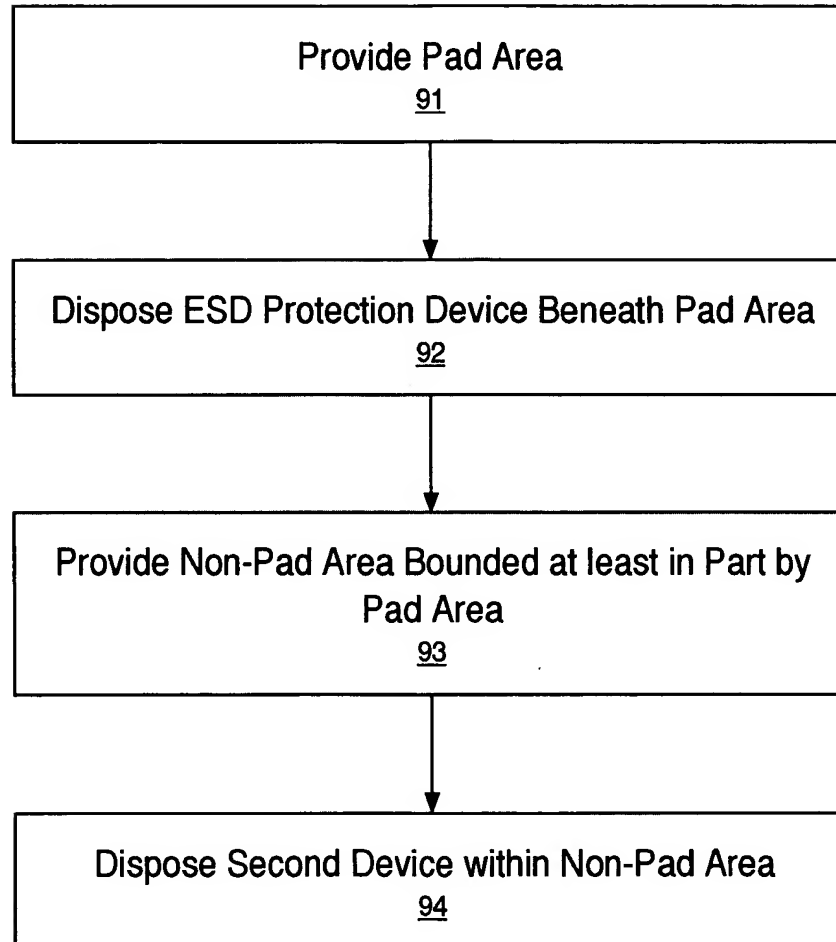 Provide Pad Area
91
Dispose ESD Protection Device Beneath Pad Area
92
Provide Non-Pad Area Bounded at least in Part by
Pad Area
93
Dispose Second Device within Non-Pad Area
94